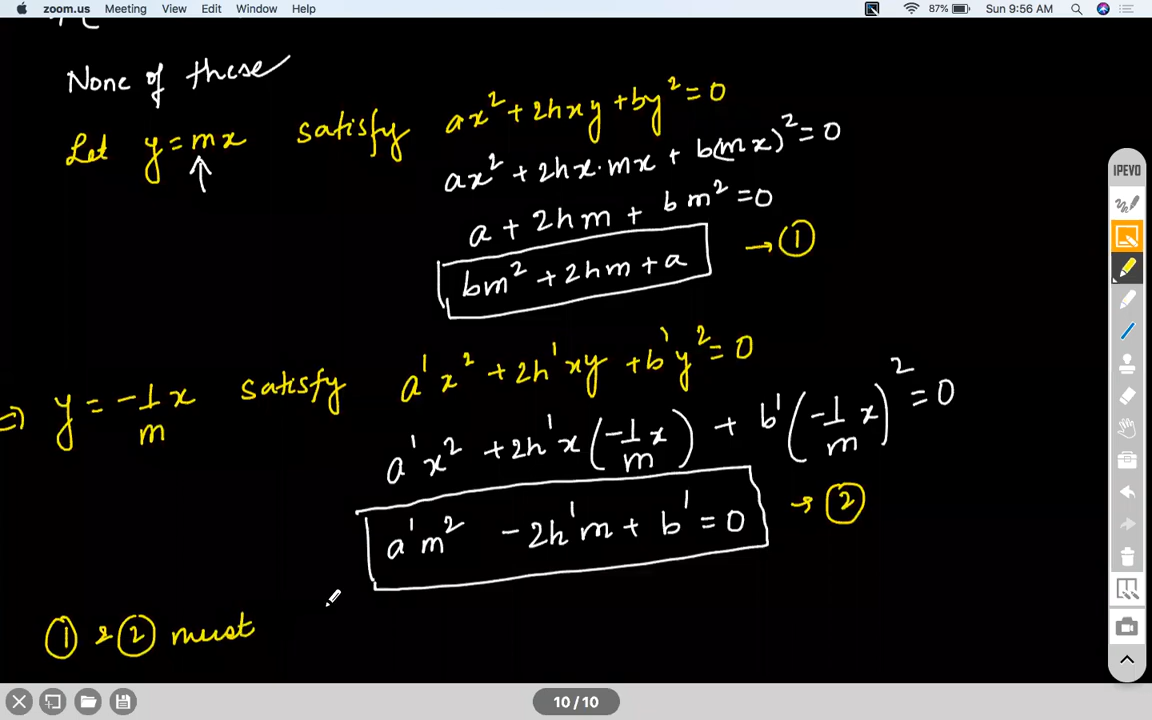 zoom.us Meeting View Edit Window Help 87% Sun 9:56 AM
None of these
Let y = mx satisfy ax² + 2hxy + by² = 0
ax² + 2hx·mx + b(mx)² = 0
a + 2hm + bm² = 0
bm² + 2hm + a → ①
⇒ y = -1/m x satisfy a'x² + 2h'xy + b'y² = 0
a'x² + 2h'x(-1/m x) + b'(-1/m x)² = 0
a'm² - 2h'm + b' = 0 → ②
① & ② must
IPEVO
10 / 10